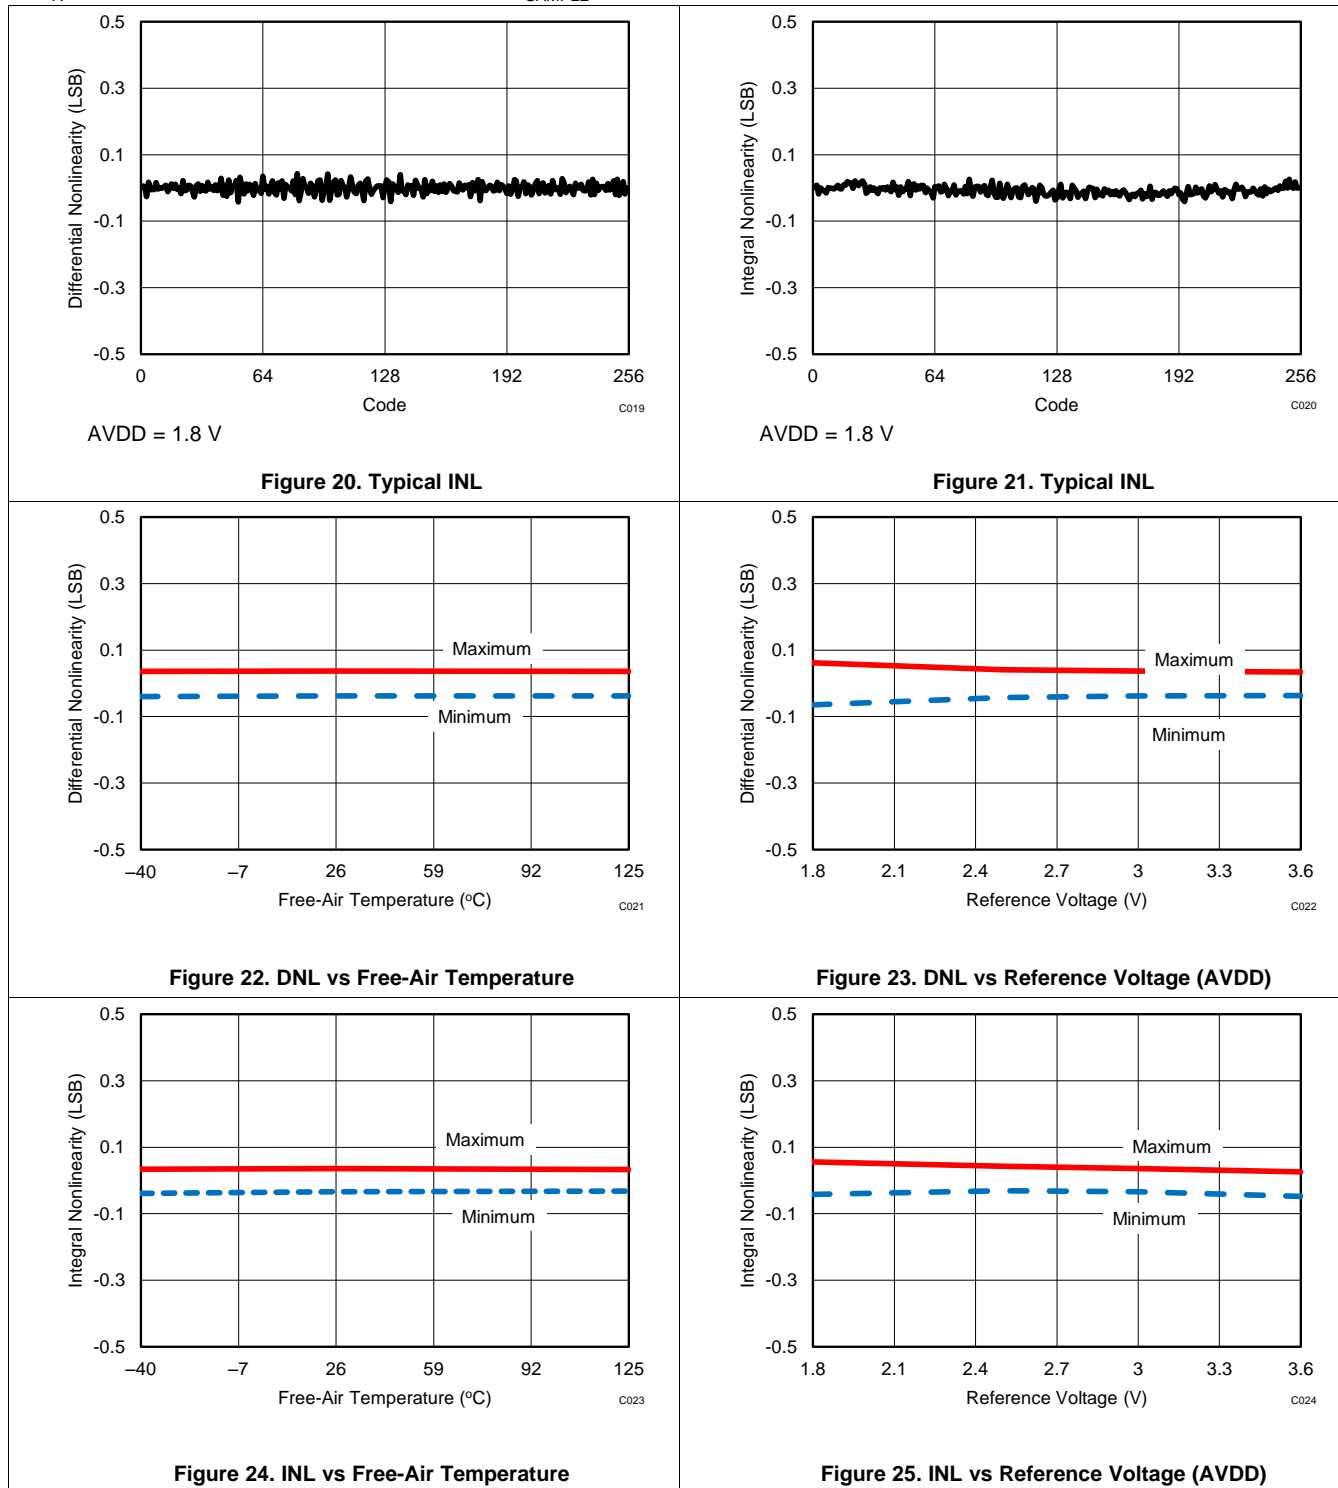 0.5
0.3
0.1
-0.1
-0.3
-0.5
Differential Nonlinearity (LSB)
0 64 128 192 256
Code
C019
AVDD = 1.8 V
Figure 20. Typical INL
0.5
0.3
0.1
-0.1
-0.3
-0.5
Integral Nonlinearity (LSB)
0 64 128 192 256
Code
C020
AVDD = 1.8 V
Figure 21. Typical INL
0.5
0.3
0.1
-0.1
-0.3
-0.5
Differential Nonlinearity (LSB)
Maximum
Minimum
–40 –7 26 59 92 125
Free-Air Temperature (ºC)
C021
Figure 22. DNL vs Free-Air Temperature
0.5
0.3
0.1
-0.1
-0.3
-0.5
Differential Nonlinearity (LSB)
Maximum
Minimum
1.8 2.1 2.4 2.7 3 3.3 3.6
Reference Voltage (V)
C022
Figure 23. DNL vs Reference Voltage (AVDD)
0.5
0.3
0.1
-0.1
-0.3
-0.5
Integral Nonlinearity (LSB)
Maximum
Minimum
–40 –7 26 59 92 125
Free-Air Temperature (ºC)
C023
Figure 24. INL vs Free-Air Temperature
0.5
0.3
0.1
-0.1
-0.3
-0.5
Integral Nonlinearity (LSB)
Maximum
Minimum
1.8 2.1 2.4 2.7 3 3.3 3.6
Reference Voltage (V)
C024
Figure 25. INL vs Reference Voltage (AVDD)